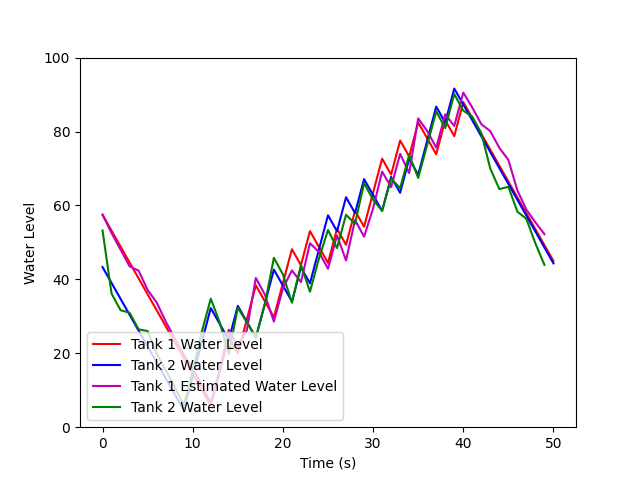 100
80
60
40
20
0
Water Level
Tank 1 Water Level
Tank 2 Water Level
Tank 1 Estimated Water Level
Tank 2 Water Level
0 10 20 30 40 50
Time (s)